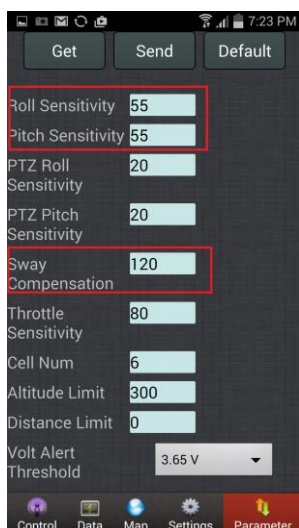 7:23 PM
Get Send Default
Roll Sensitivity 55
Pitch Sensitivity 55
PTZ Roll 20
Sensitivity
PTZ Pitch 20
Sensitivity
Sway 120
Compensation
Throttle 80
Sensitivity
Cell Num 6
Altitude Limit 300
Distance Limit 0
Volt Alert 3.65 V
Threshold
Control Data Map Settings Parameter